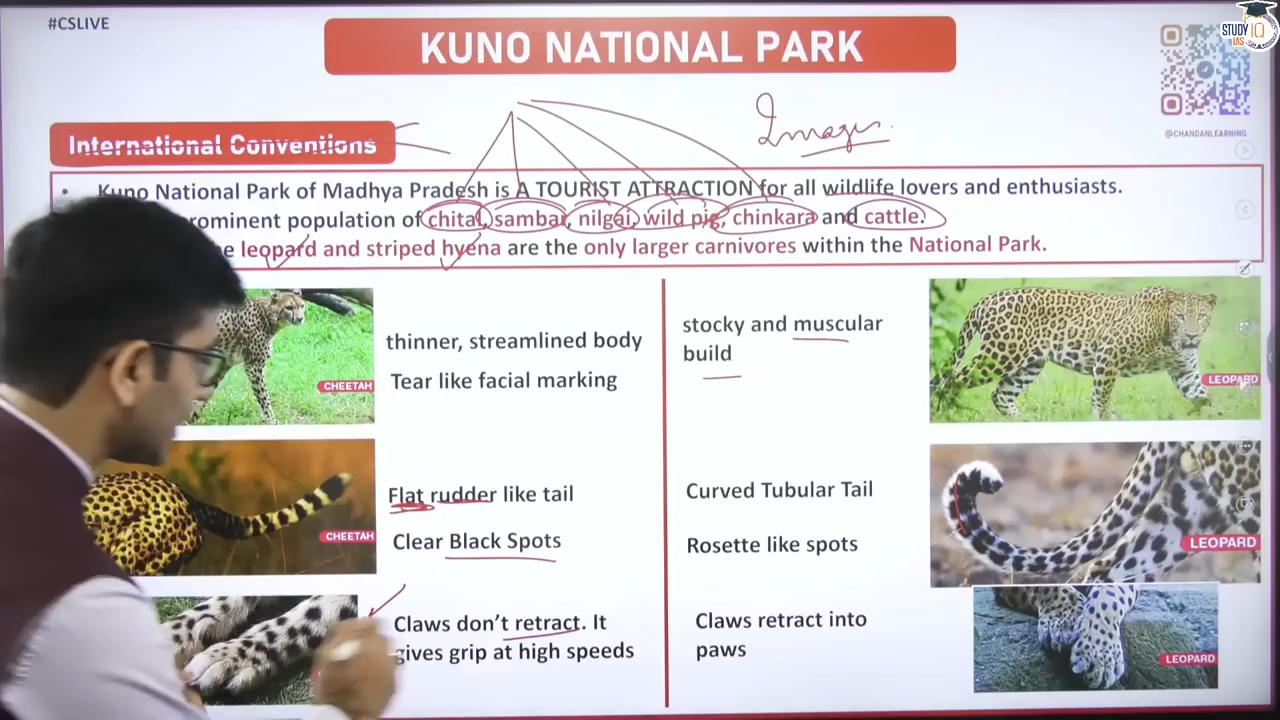 #CSLIVE
KUNO NATIONAL PARK
STUDY IQ
IAS
@CHANDANLEARNING
Images
International Conventions
• Kuno National Park of Madhya Pradesh is A TOURIST ATTRACTION for all wildlife lovers and enthusiasts.
population of chital, sambar, nilgai, wild pig, chinkara and cattle.
leopard and striped hyena are the only larger carnivores within the National Park.
CHEETAH
thinner, streamlined body
Tear like facial marking
stocky and muscular
build
LEOPARD
CHEETAH
Flat rudder like tail
Clear Black Spots
Curved Tubular Tail
Rosette like spots
LEOPARD
Claws don't retract. It
gives grip at high speeds
Claws retract into
paws
LEOPARD